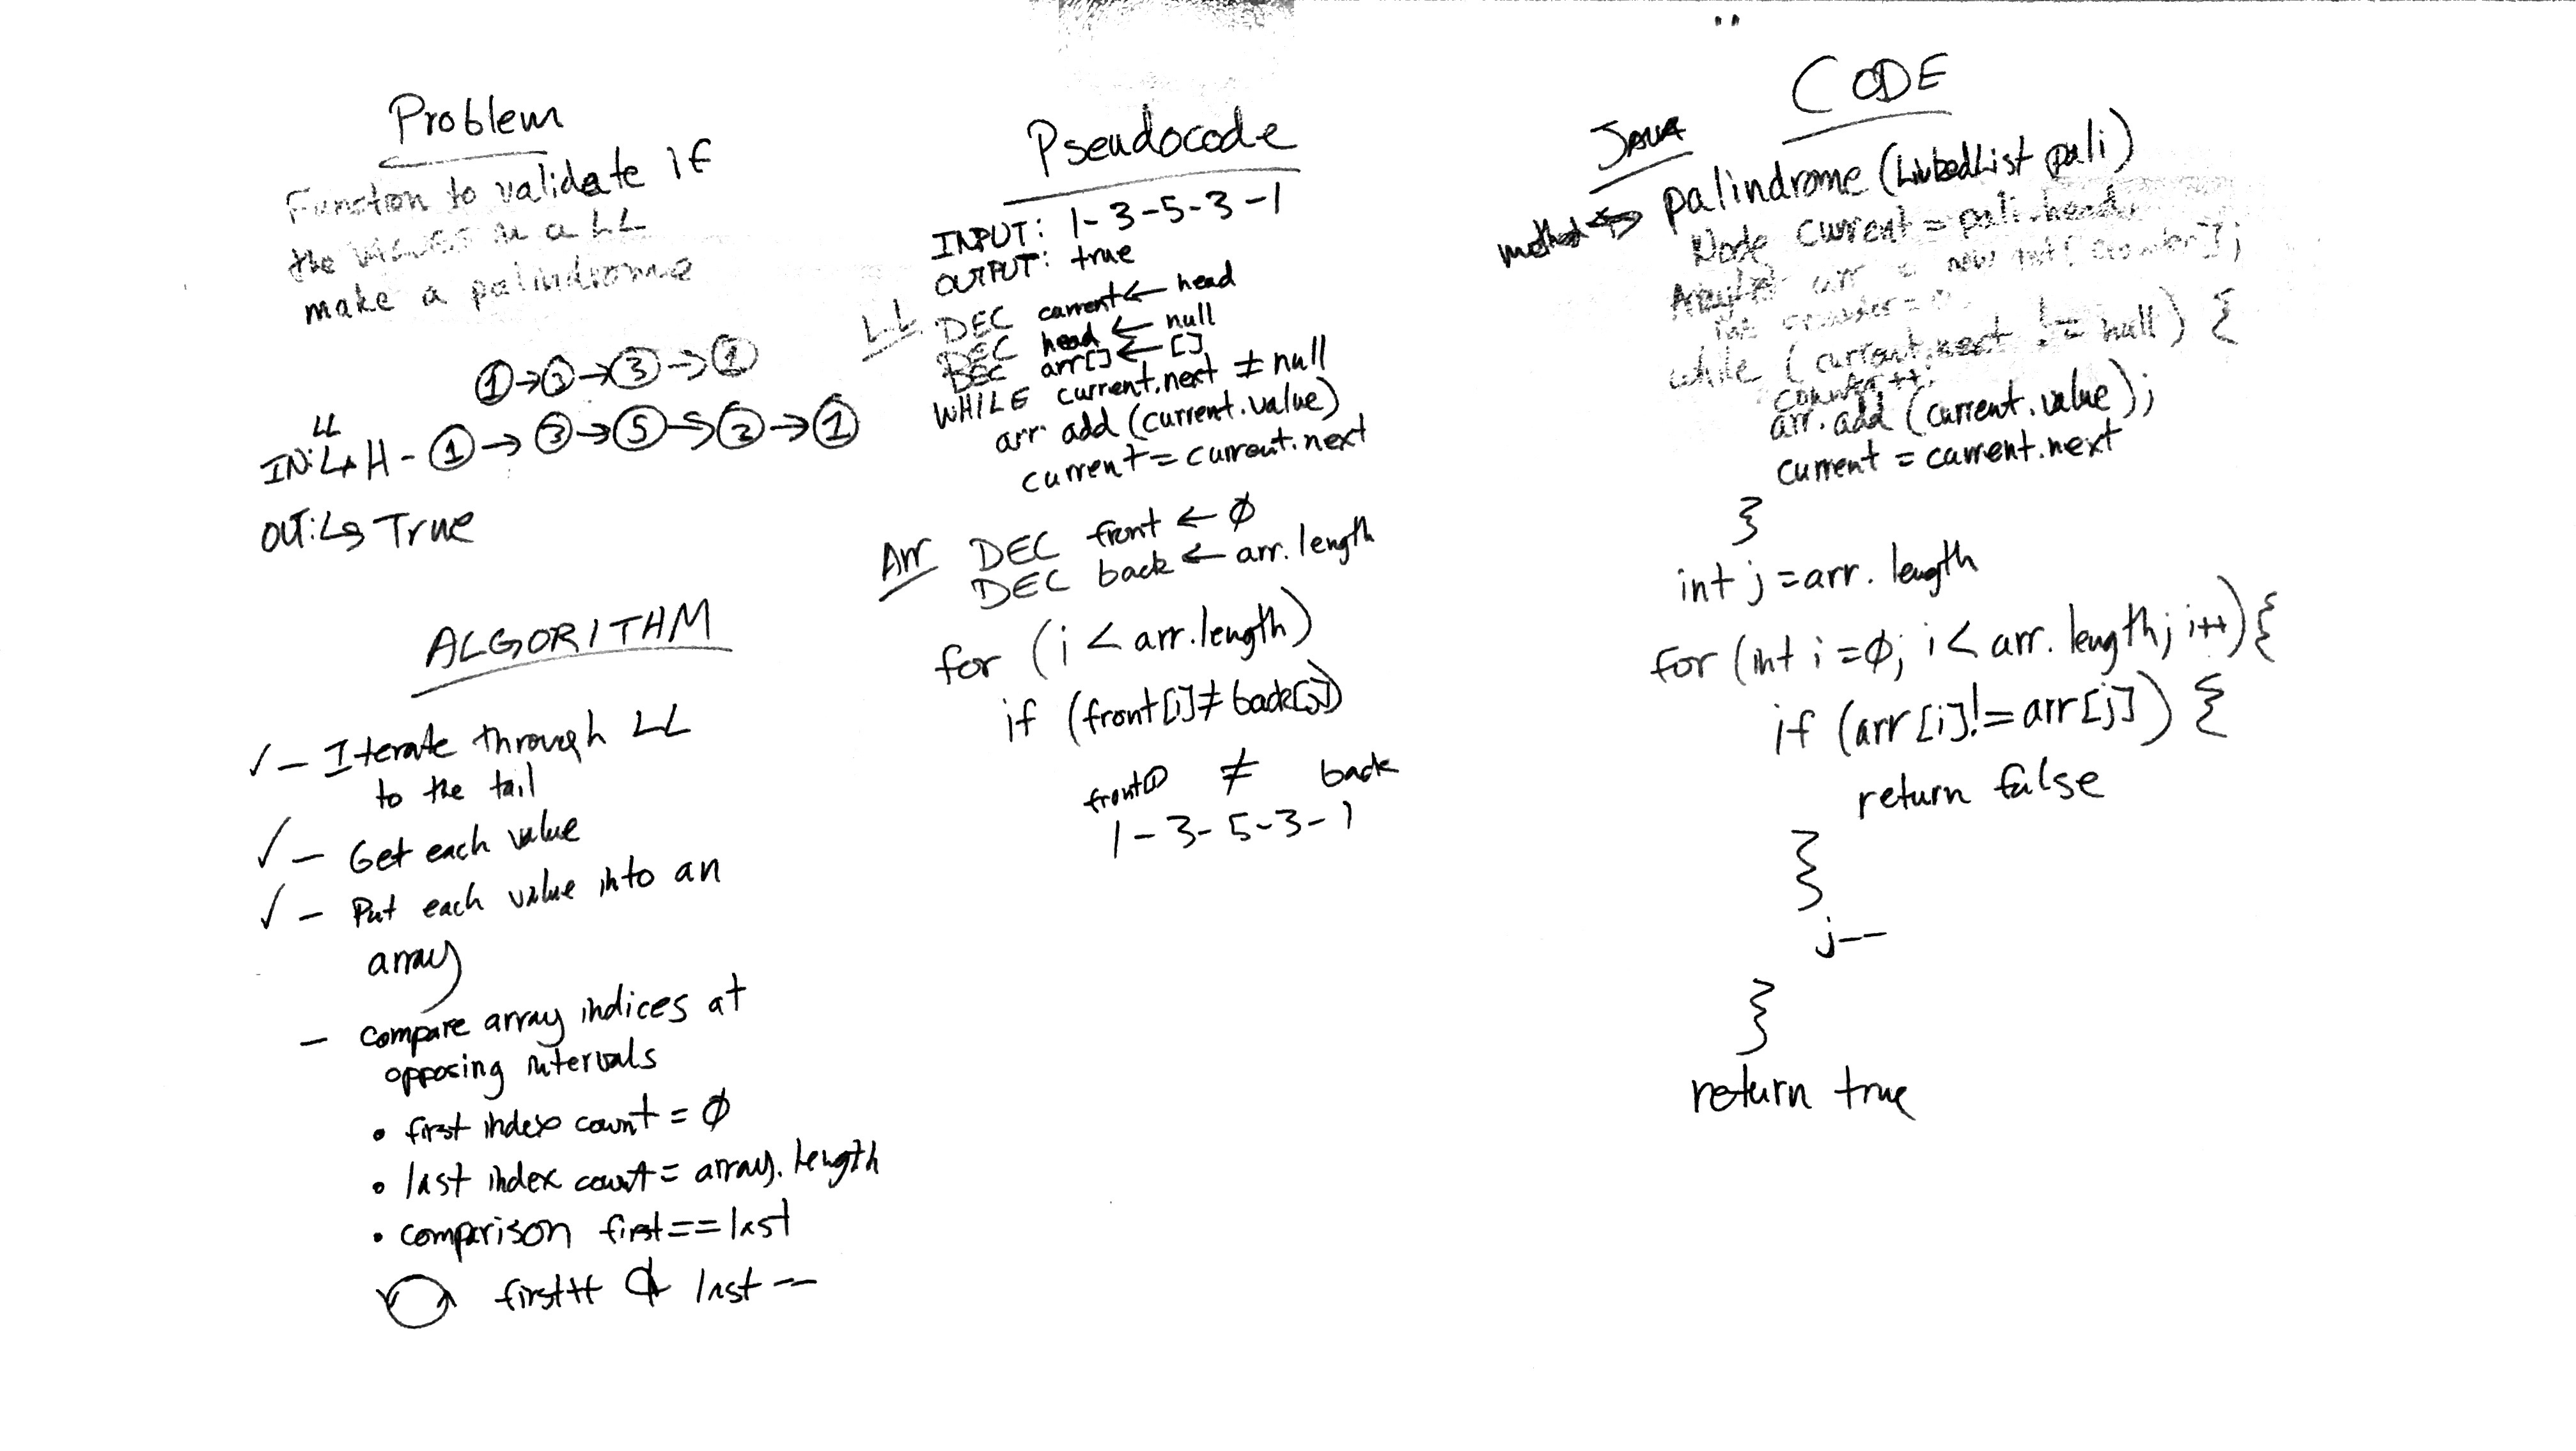 Problem
Function to validate if
the values in a LL
make a palindrome
1 → 3 → 3 → 1
LL
IN: ↳ H - 1 → 3 → 5 → 3 → 1
OUT: ↳ True
ALGORITHM
✓ - Iterate through LL
to the tail
✓ - Get each value
✓ - Put each value into an
array
- compare array indices at
opposing intervals
• first index count = ∅
• last index count = array.length
• comparison first == last
first++ & last --
Pseudocode
INPUT: 1-3-5-3-1
OUTPUT: true
LL DEC current ← head
DEC head ← null
DEC arr[] ← []
WHILE current.next ≠ null
arr add (current.value)
current = current.next
Arr DEC front ← ∅
DEC back ← arr.length
for (i < arr.length)
if (front[i] ≠ back[j])
front ≠ back
1-3-5-3-1
CODE
JAVA
method palindrome (LinkedList pali)
Node current = pali.head
arr = new int[counter];
int counter = 0
while (current.next != null) {
counter++;
arr.add (current.value);
current = current.next
}
int j = arr.length
for (int i = ∅; i < arr.length; i++) {
if (arr[i] != arr[j]) {
return false
}
j--
}
return true